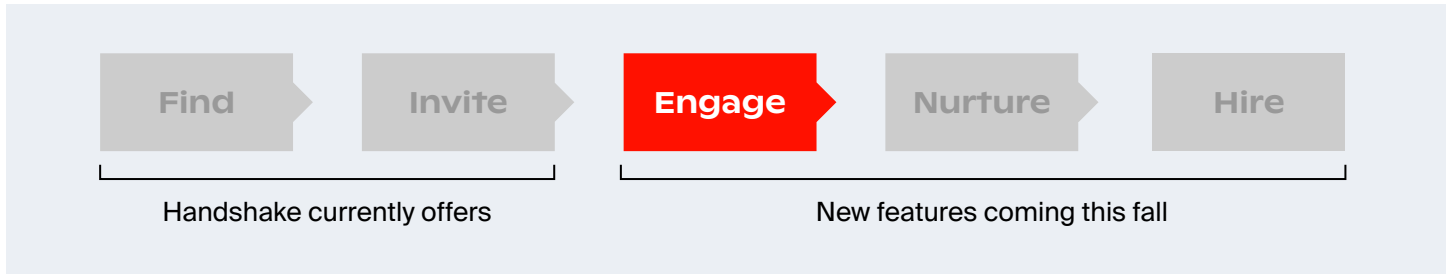 Find Invite Engage Nurture Hire
Handshake currently offers New features coming this fall